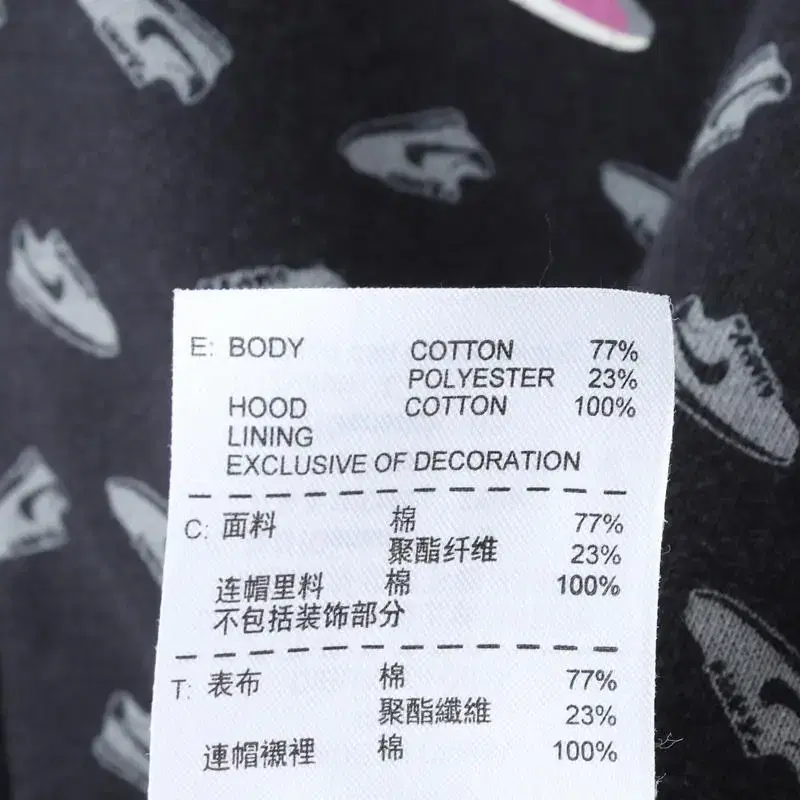 E: BODY COTTON 77%
POLYESTER 23%
HOOD COTTON 100%
LINING
EXCLUSIVE OF DECORATION
C: 面料 棉 77%
聚酯纤维 23%
连帽里料 棉 100%
不包括装饰部分
T: 表布 棉 77%
聚酯纖維 23%
連帽襯裡 棉 100%